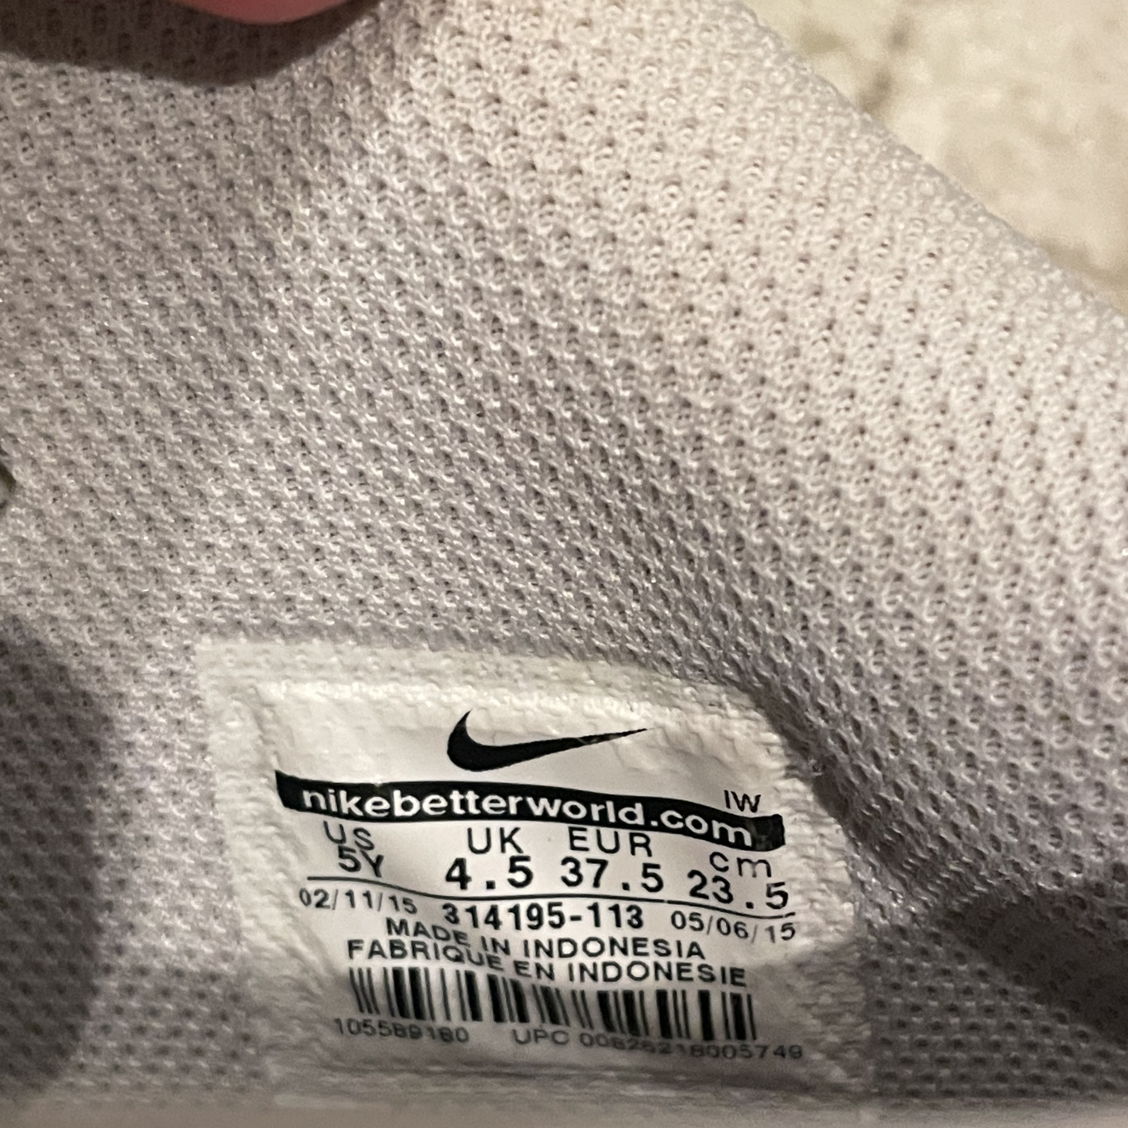 nikebetterworld.com IW
US UK EUR cm
5Y 4.5 37.5 23.5
02/11/15 314195-113 05/06/15
MADE IN INDONESIA
FABRIQUE EN INDONESIE
105589180 UPC 00826218005749